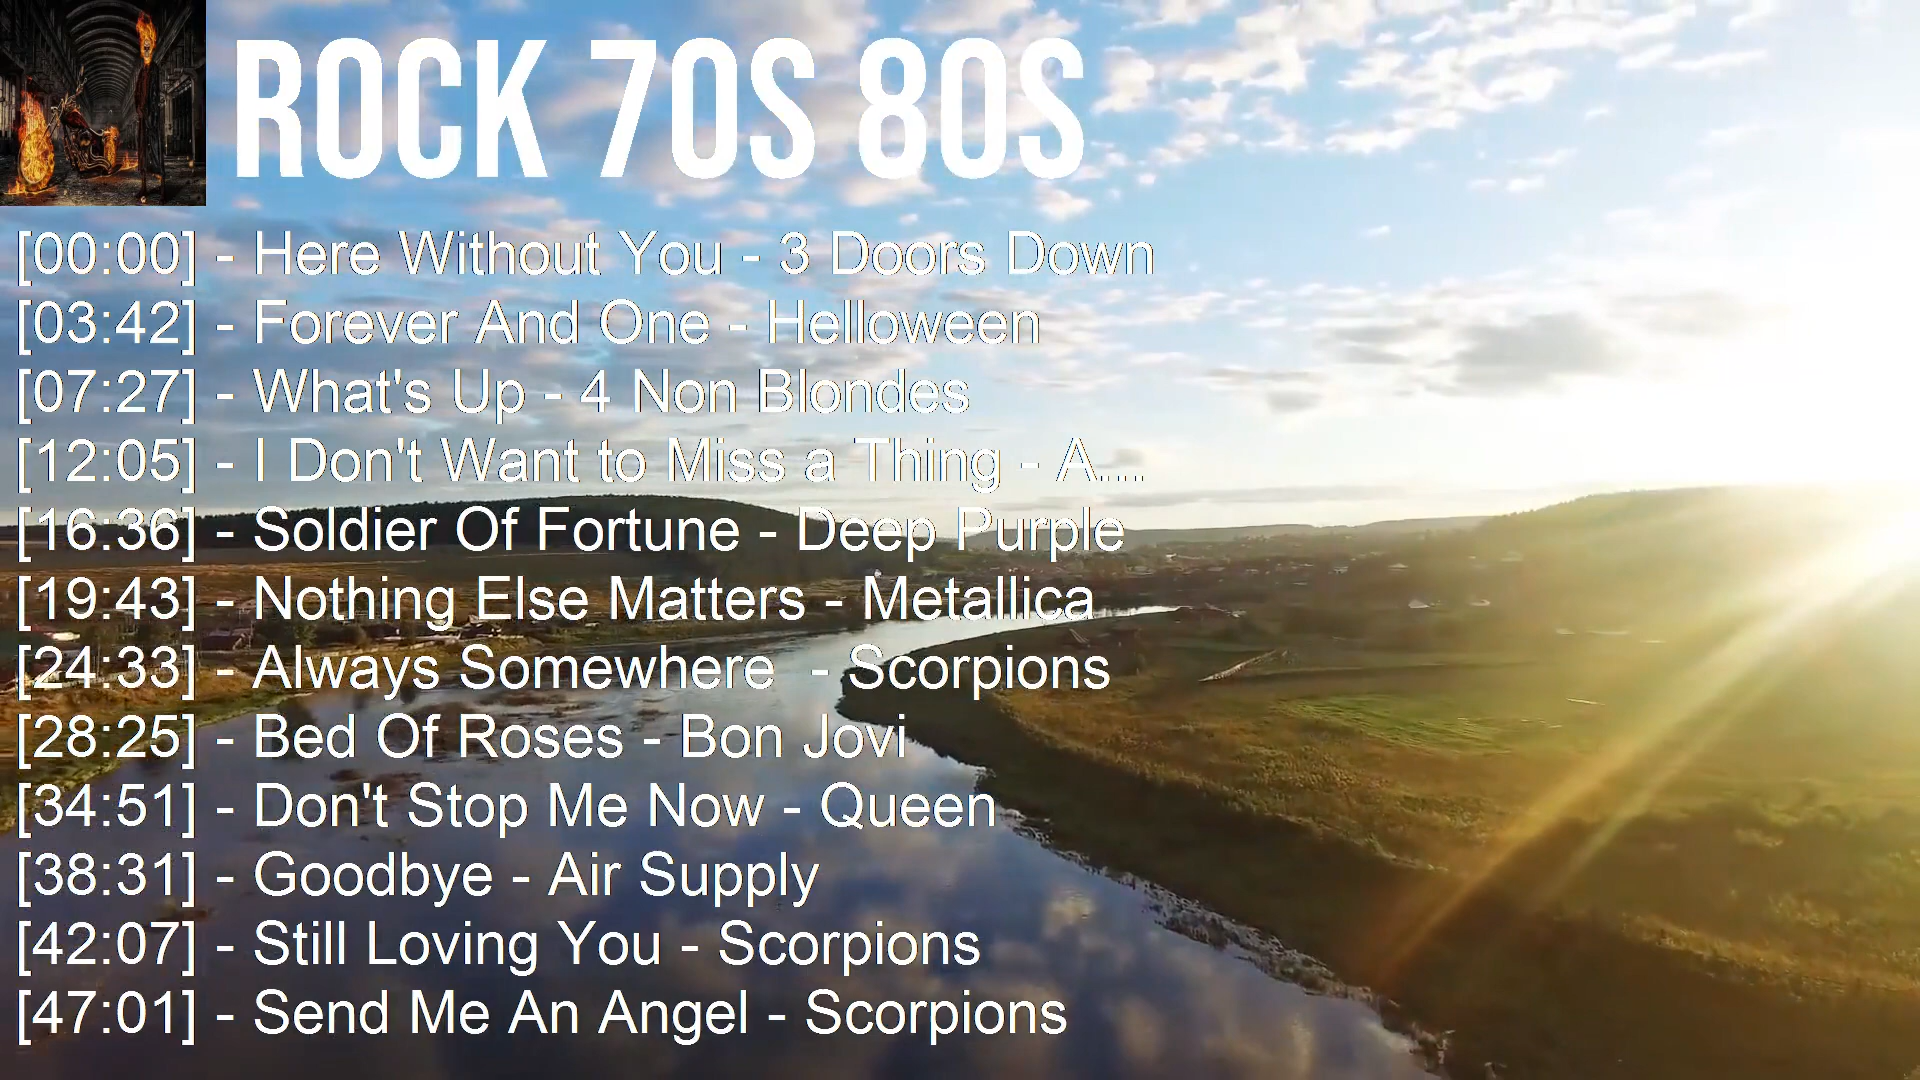 ROCK 70S 80S
[00:00] - Here Without You - 3 Doors Down
[03:42] - Forever And One - Helloween
[07:27] - What's Up - 4 Non Blondes
[12:05] - I Don't Want to Miss a Thing - A....
[16:36] - Soldier Of Fortune - Deep Purple
[19:43] - Nothing Else Matters - Metallica
[24:33] - Always Somewhere  - Scorpions
[28:25] - Bed Of Roses - Bon Jovi
[34:51] - Don't Stop Me Now - Queen
[38:31] - Goodbye - Air Supply
[42:07] - Still Loving You - Scorpions
[47:01] - Send Me An Angel - Scorpions